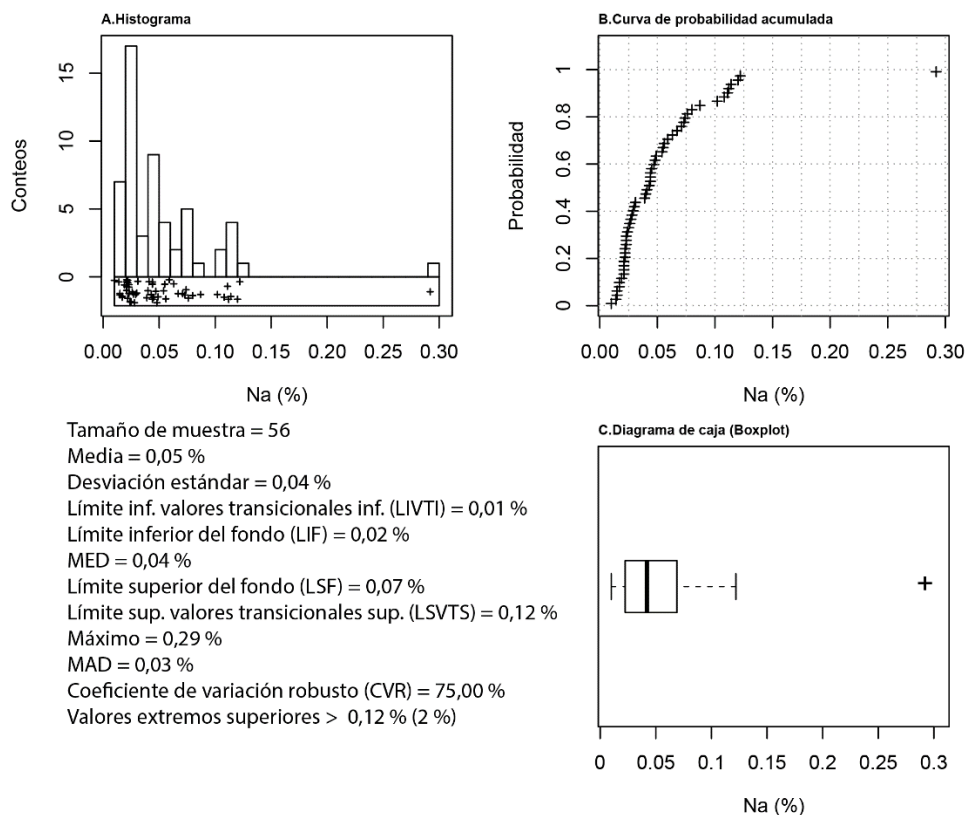 A.Histograma
15
10
5
0
Conteos
0.00 0.05 0.10 0.15 0.20 0.25 0.30
Na (%)
B.Curva de probabilidad acumulada
1
0.8
0.6
0.4
0.2
0
Probabilidad
0.00 0.05 0.10 0.15 0.20 0.25 0.30
Na (%)
Tamaño de muestra = 56
Media = 0,05 %
Desviación estándar = 0,04 %
Límite inf. valores transicionales inf. (LIVTI) = 0,01 %
Límite inferior del fondo (LIF) = 0,02 %
MED = 0,04 %
Límite superior del fondo (LSF) = 0,07 %
Límite sup. valores transicionales sup. (LSVTS) = 0,12 %
Máximo = 0,29 %
MAD = 0,03 %
Coeficiente de variación robusto (CVR) = 75,00 %
Valores extremos superiores > 0,12 % (2 %)
C.Diagrama de caja (Boxplot)
0 0.05 0.1 0.15 0.2 0.25 0.3
Na (%)